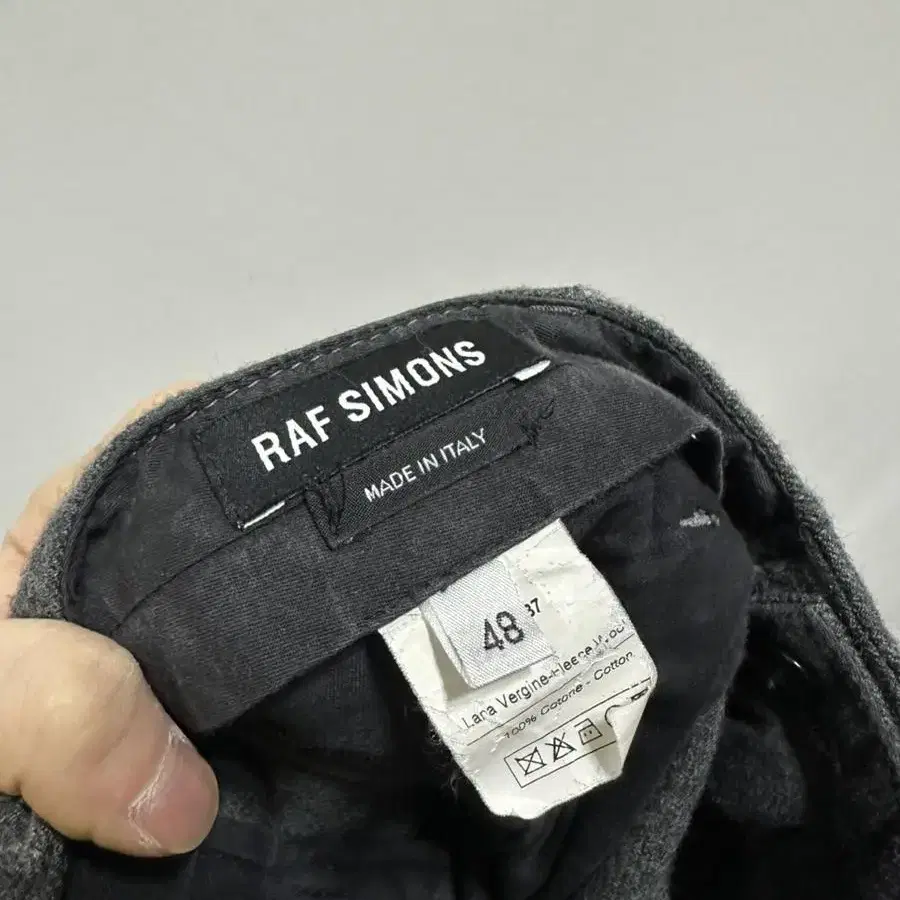 RAF SIMONS
MADE IN ITALY
48
37
Lana Vergine-Fleece Wool
100% Cotone - Cotton